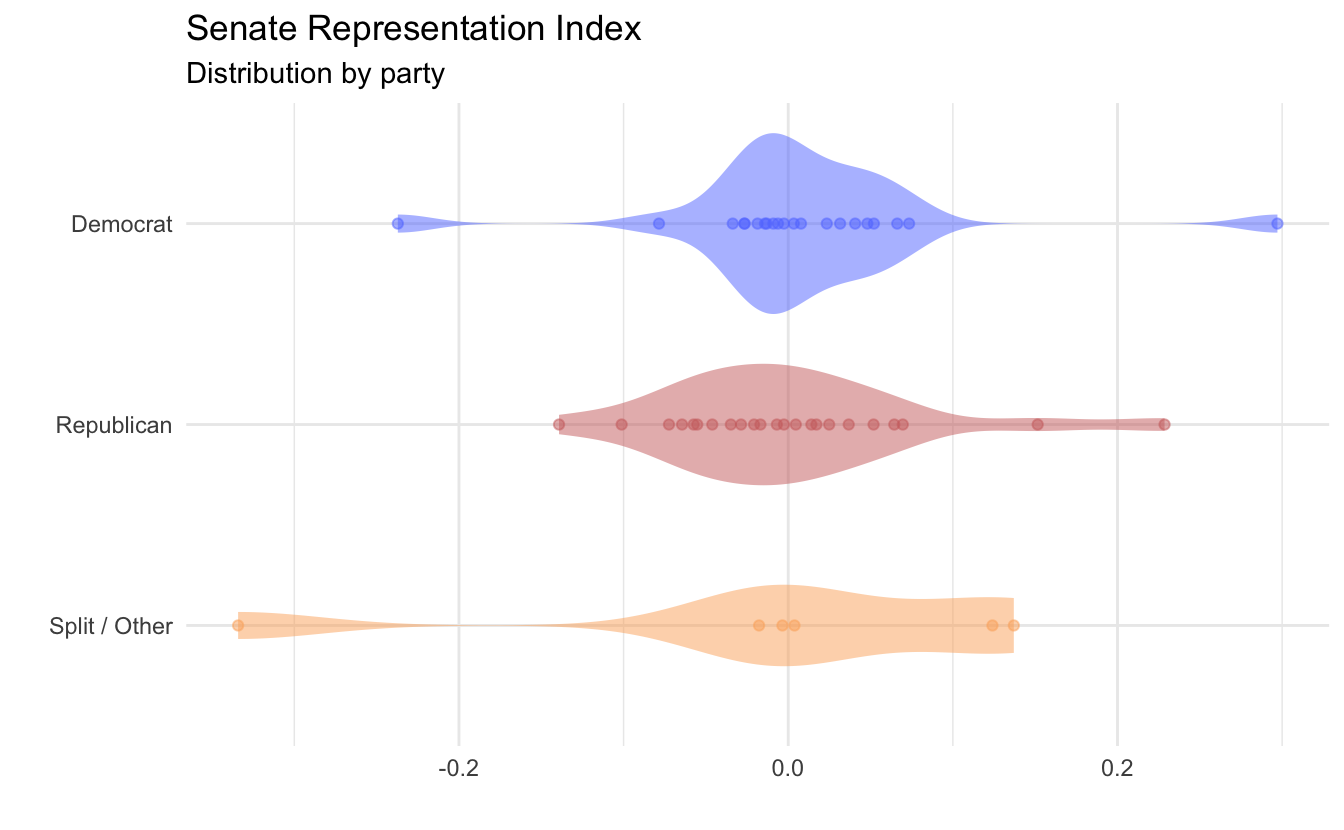 Senate Representation Index
Distribution by party
Democrat
Republican
Split / Other
-0.2 0.0 0.2